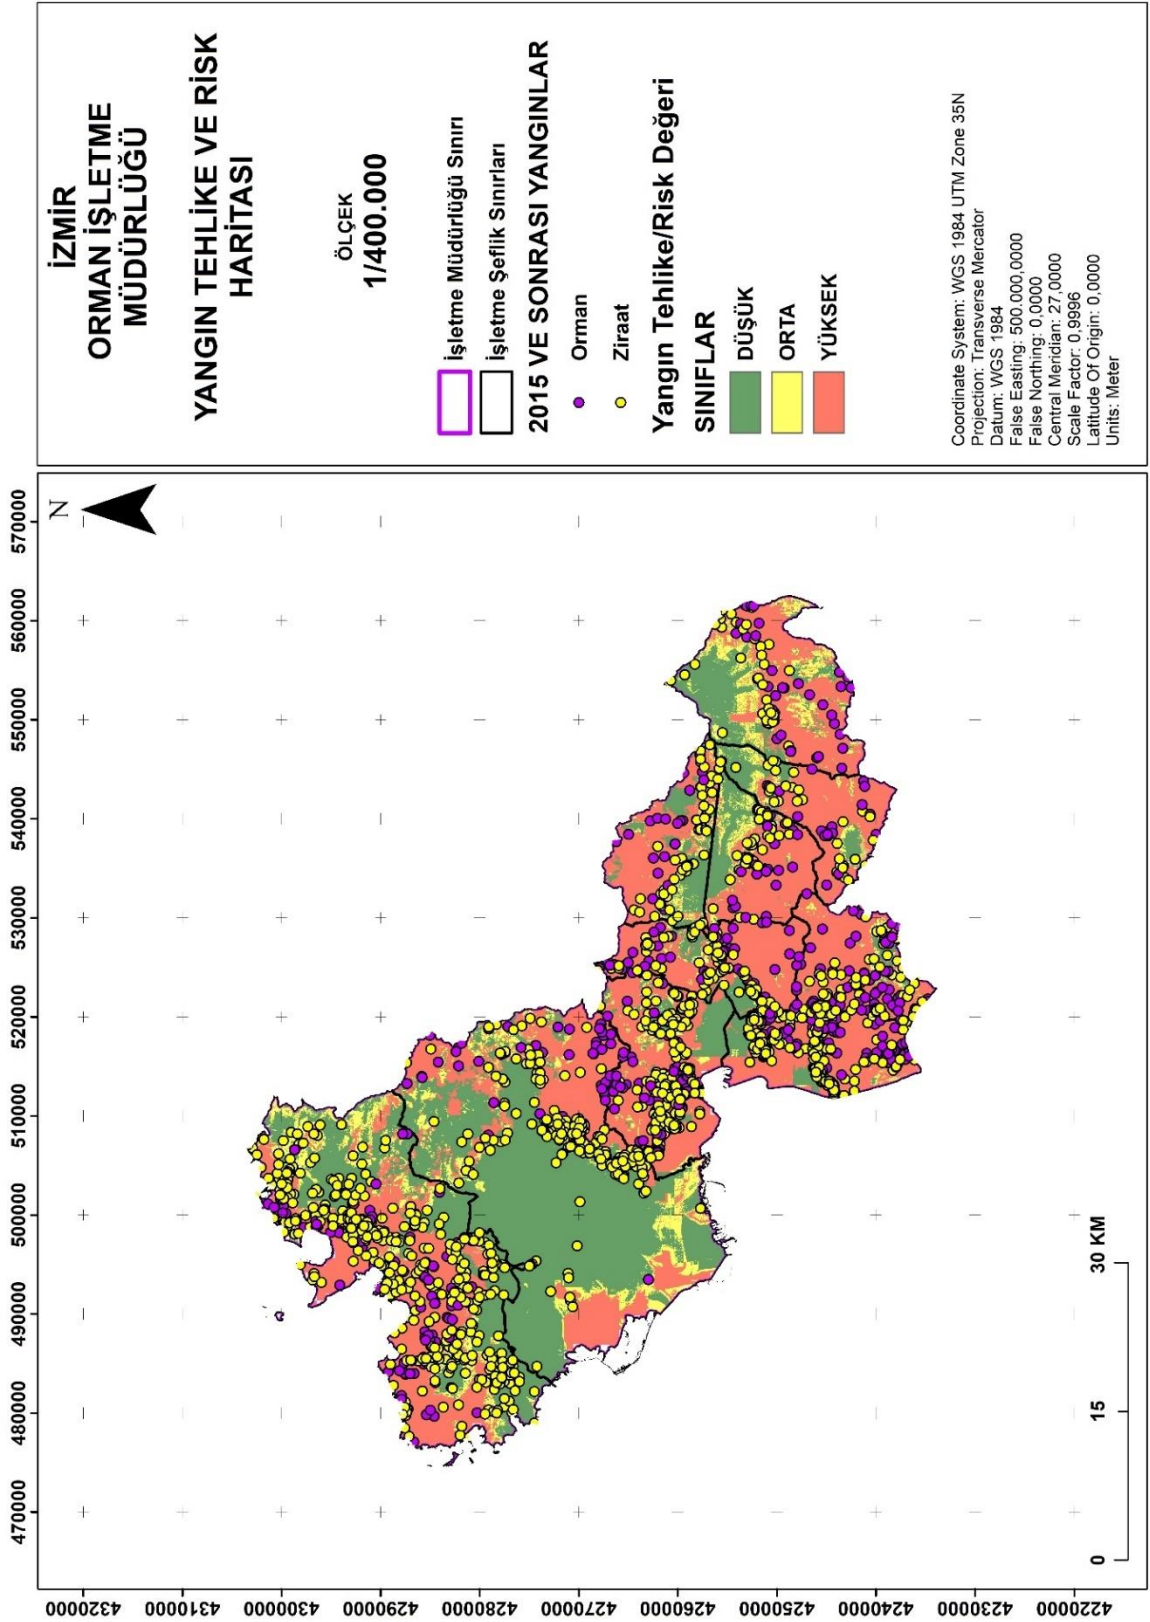 İZMİR
ORMAN İŞLETME
MÜDÜRLÜĞÜ
YANGIN TEHLİKE VE RİSK
HARİTASI
ÖLÇEK
1/400.000
İşletme Müdürlüğü Sınırı
İşletme Şeflik Sınırları
2015 VE SONRASI YANGINLAR
Orman
Ziraat
Yangın Tehlike/Risk Değeri
SINIFLAR
DÜŞÜK
ORTA
YÜKSEK
Coordinate System: WGS 1984 UTM Zone 35N
Projection: Transverse Mercator
Datum: WGS 1984
False Easting: 500.000,0000
False Northing: 0,0000
Central Meridian: 27,0000
Scale Factor: 0,9996
Latitude Of Origin: 0,0000
Units: Meter
470000 480000 490000 500000 510000 520000 530000 540000 550000 560000 570000
N
4320000
4310000
4300000
4290000
4280000
4270000
4260000
4250000
4240000
4230000
4220000
0 15 30 KM